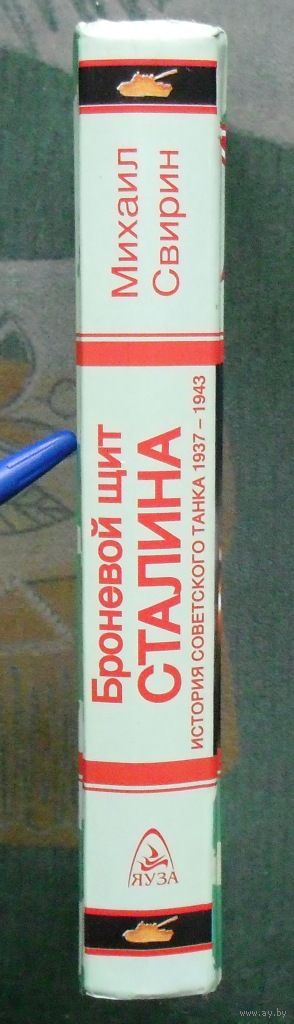 Михаил
Свирин
Броневой щит
СТАЛИНА
ИСТОРИЯ СОВЕТСКОГО ТАНКА 1937 – 1943
ЯУЗА
www.ay.by